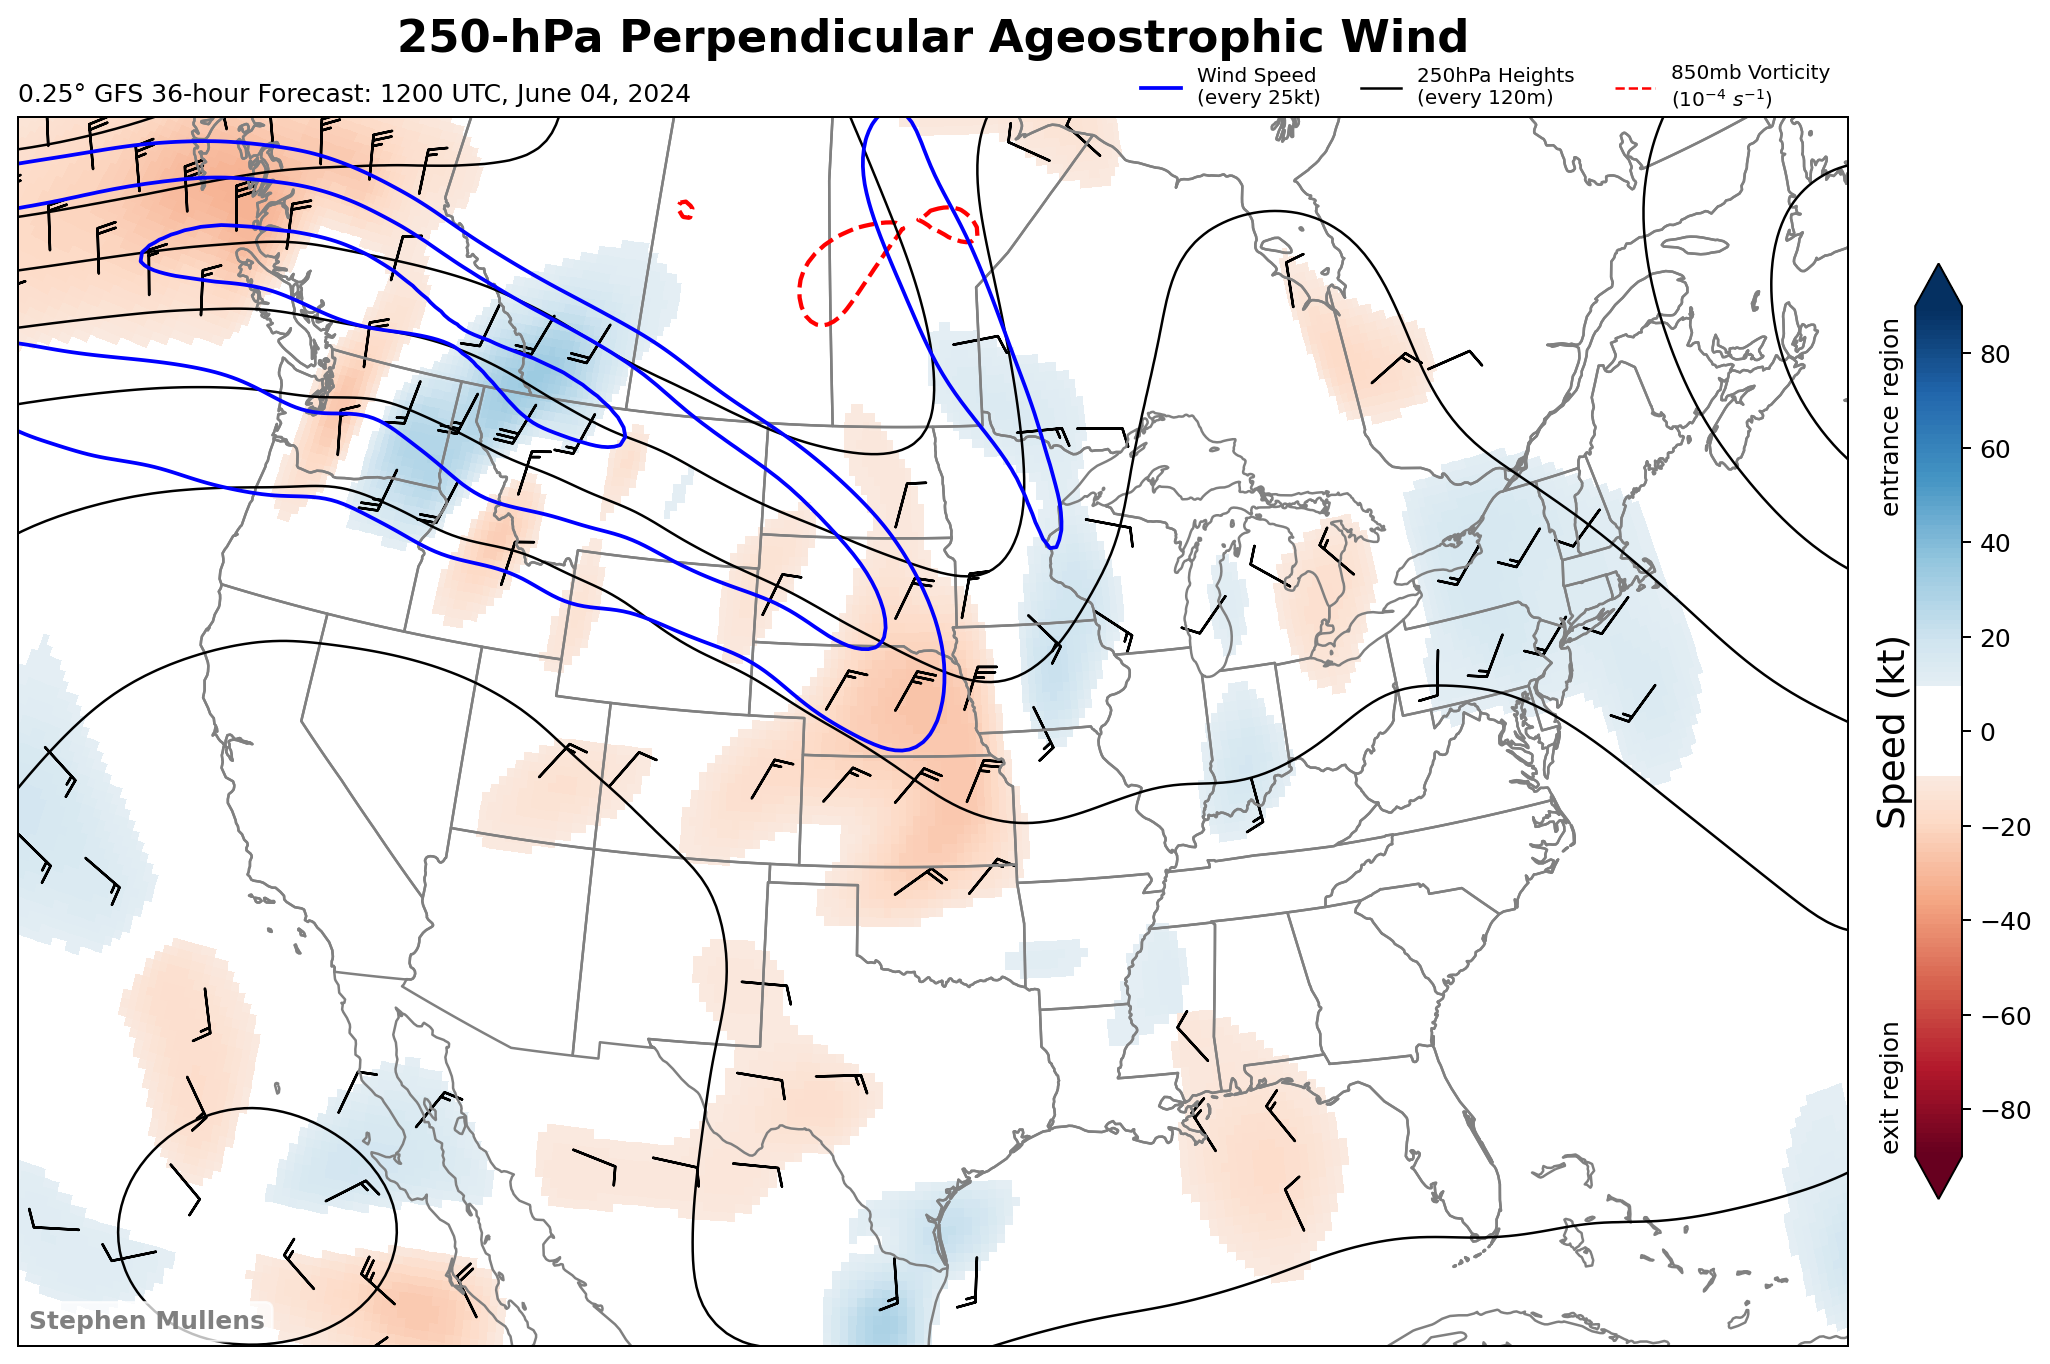 250-hPa Perpendicular Ageostrophic Wind
0.25° GFS 36-hour Forecast: 1200 UTC, June 04, 2024
Wind Speed
(every 25kt)
250hPa Heights
(every 120m)
850mb Vorticity
(10⁻⁴ s⁻¹)
entrance region
Speed (kt)
exit region
80
60
40
20
0
−20
−40
−60
−80
Stephen Mullens